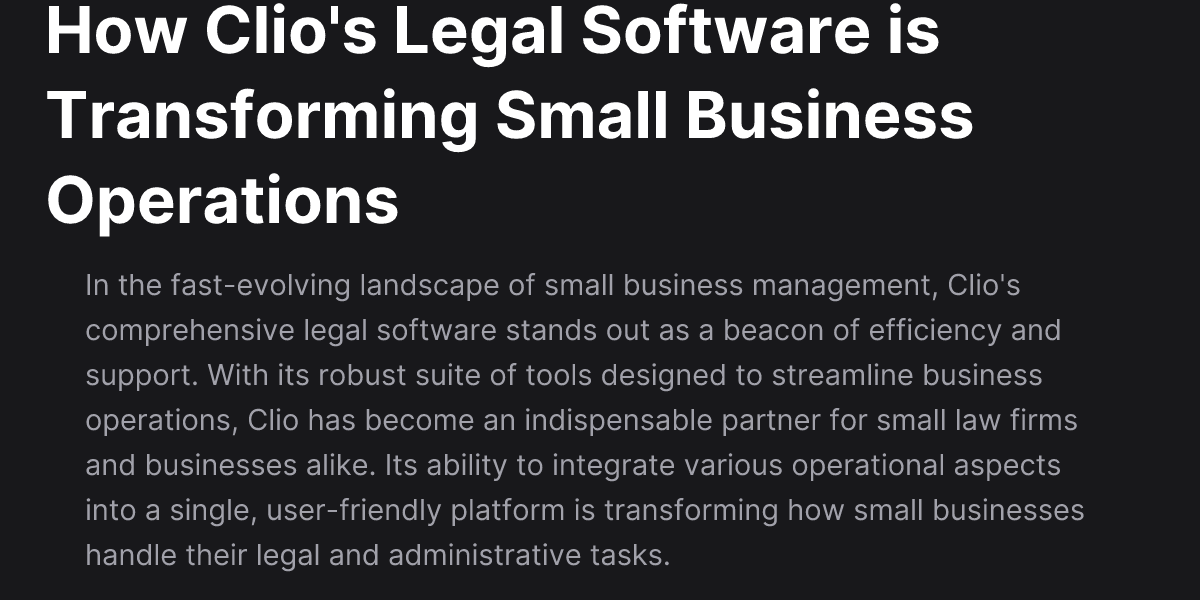 How Clio's Legal Software is
Transforming Small Business
Operations
In the fast-evolving landscape of small business management, Clio's
comprehensive legal software stands out as a beacon of efficiency and
support. With its robust suite of tools designed to streamline business
operations, Clio has become an indispensable partner for small law firms
and businesses alike. Its ability to integrate various operational aspects
into a single, user-friendly platform is transforming how small businesses
handle their legal and administrative tasks.